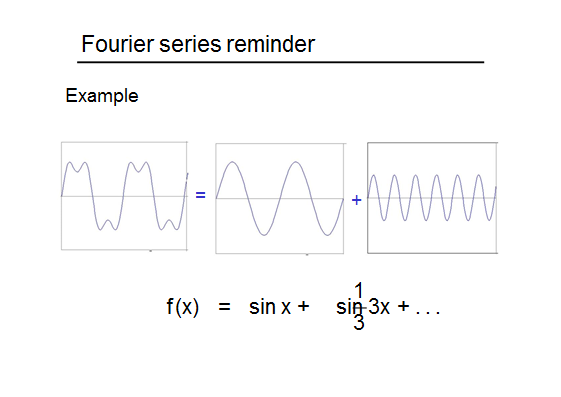 Fourier series reminder
Example
= +
f(x) = sin x + 1/3 sin 3x + ...